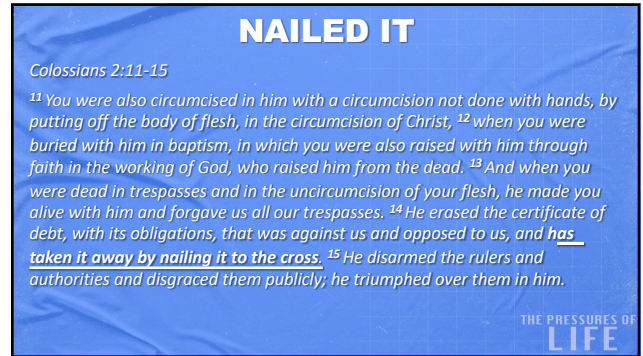 NAILED IT
Colossians 2:11-15
11 You were also circumcised in him with a circumcision not done with hands, by
putting off the body of flesh, in the circumcision of Christ, 12 when you were
buried with him in baptism, in which you were also raised with him through
faith in the working of God, who raised him from the dead. 13 And when you
were dead in trespasses and in the uncircumcision of your flesh, he made you
alive with him and forgave us all our trespasses. 14 He erased the certificate of
debt, with its obligations, that was against us and opposed to us, and has
taken it away by nailing it to the cross. 15 He disarmed the rulers and
authorities and disgraced them publicly; he triumphed over them in him.
THE PRESSURES OF
LIFE